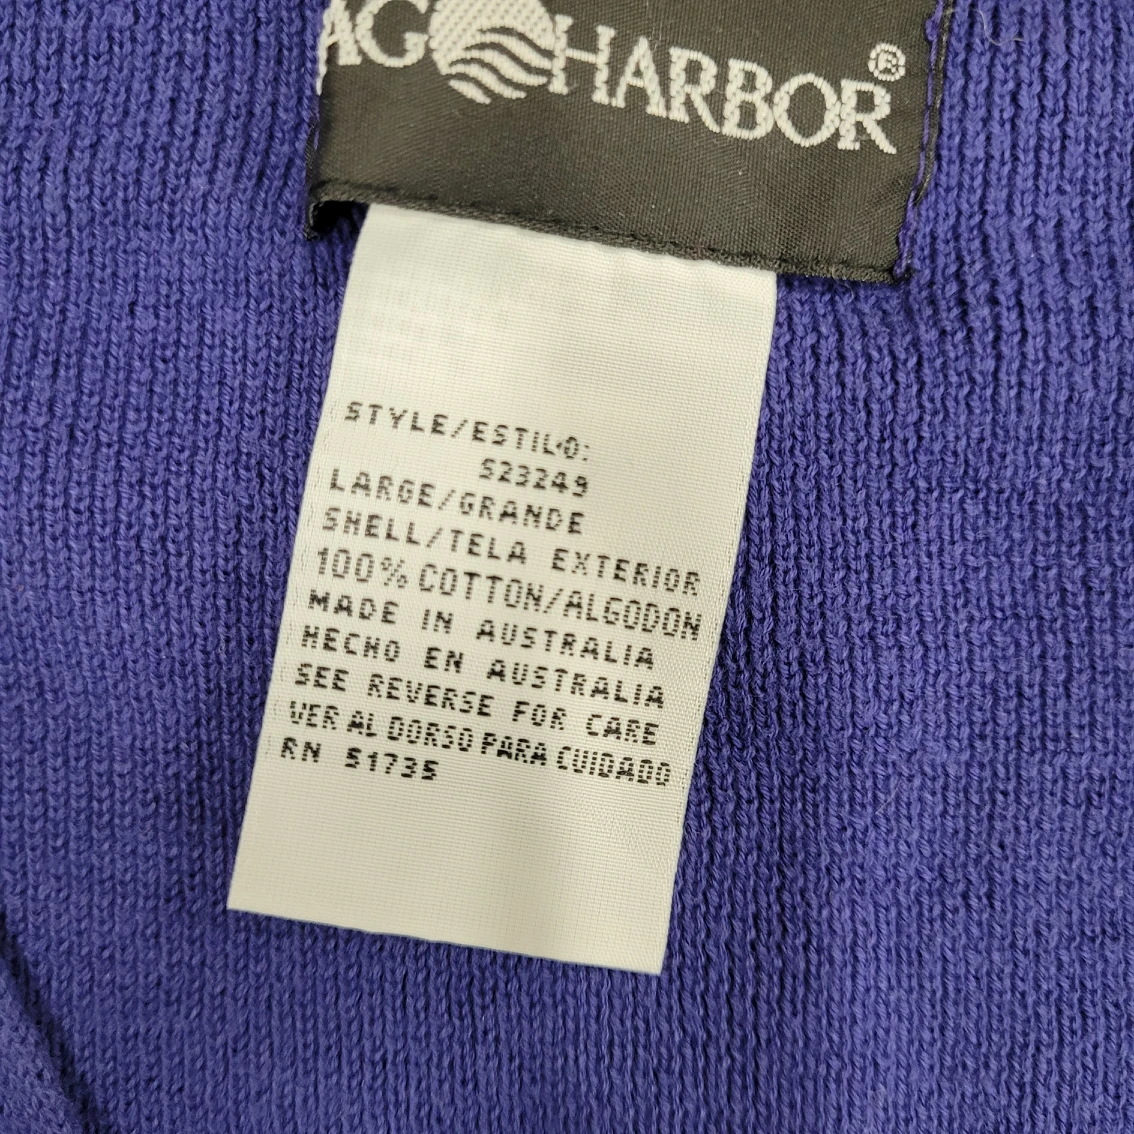 AG HARBOR®
STYLE/ESTILO:
S23249
LARGE/GRANDE
SHELL/TELA EXTERIOR
100% COTTON/ALGODON
MADE IN AUSTRALIA
HECHO EN AUSTRALIA
SEE REVERSE FOR CARE
VER AL DORSO PARA CUIDADO
RN 51735